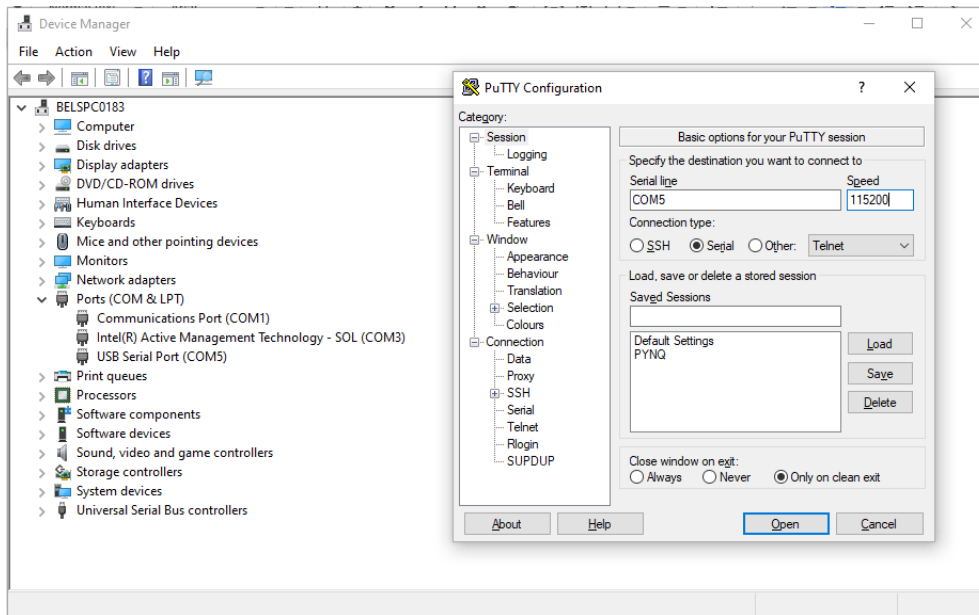 Device Manager
File Action View Help
BELSPC0183
Computer
Disk drives
Display adapters
DVD/CD-ROM drives
Human Interface Devices
Keyboards
Mice and other pointing devices
Monitors
Network adapters
Ports (COM & LPT)
Communications Port (COM1)
Intel(R) Active Management Technology - SOL (COM3)
USB Serial Port (COM5)
Print queues
Processors
Software components
Software devices
Sound, video and game controllers
Storage controllers
System devices
Universal Serial Bus controllers
PuTTY Configuration
Category:
Session
Logging
Terminal
Keyboard
Bell
Features
Window
Appearance
Behaviour
Translation
Selection
Colours
Connection
Data
Proxy
SSH
Serial
Telnet
Rlogin
SUPDUP
Basic options for your PuTTY session
Specify the destination you want to connect to
Serial line Speed
COM5 115200
Connection type:
SSH Serial Other: Telnet
Load, save or delete a stored session
Saved Sessions
Default Settings
PYNQ
Load
Save
Delete
Close window on exit:
Always Never Only on clean exit
About Help Open Cancel